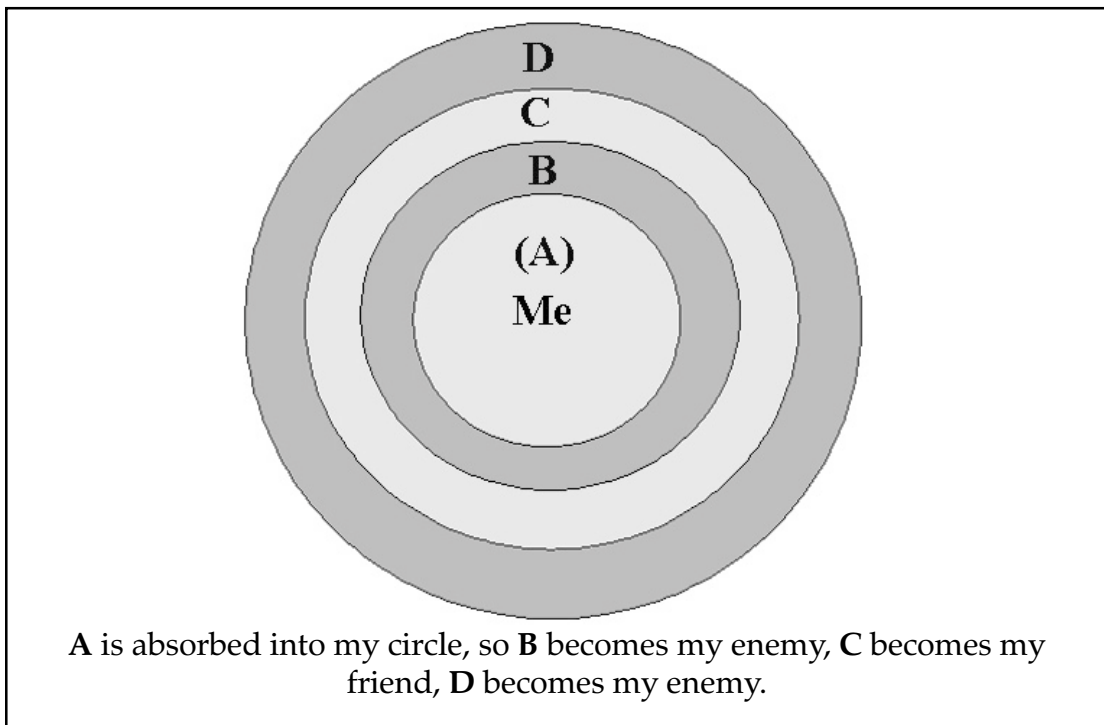 D
C
B
(A)
Me
A is absorbed into my circle, so B becomes my enemy, C becomes my
friend, D becomes my enemy.